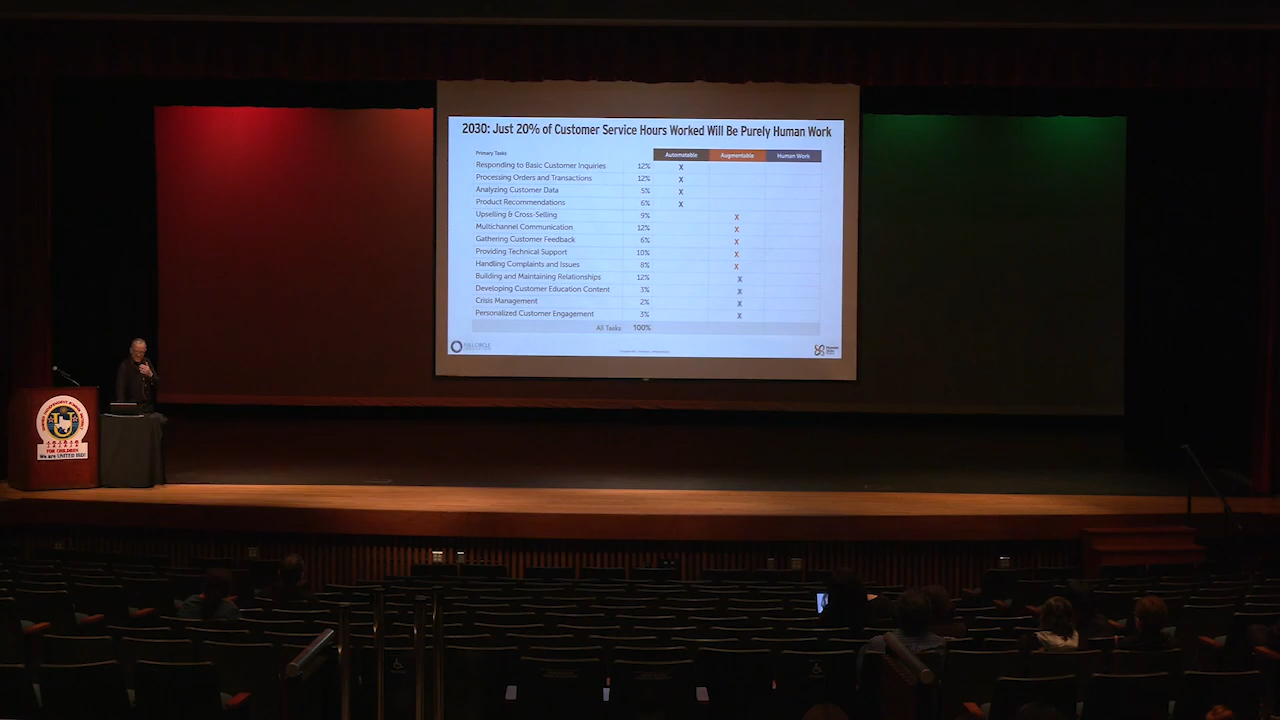 2030: Just 20% of Customer Service Hours Worked Will Be Purely Human Work
Primary Tasks Automatable Augmentable Human Work
Responding to Basic Customer Inquiries 12% X
Processing Orders and Transactions 12% X
Analyzing Customer Data 5% X
Product Recommendations 6% X
Upselling & Cross-Selling 9% X
Multichannel Communication 12% X
Gathering Customer Feedback 6% X
Providing Technical Support 10% X
Handling Complaints and Issues 8% X
Building and Maintaining Relationships 12% X
Developing Customer Education Content 3% X
Crisis Management 2% X
Personalized Customer Engagement 3% X
All Tasks 100%
FULL CIRCLE
FOR CHILDREN
We are UNITED ISD!